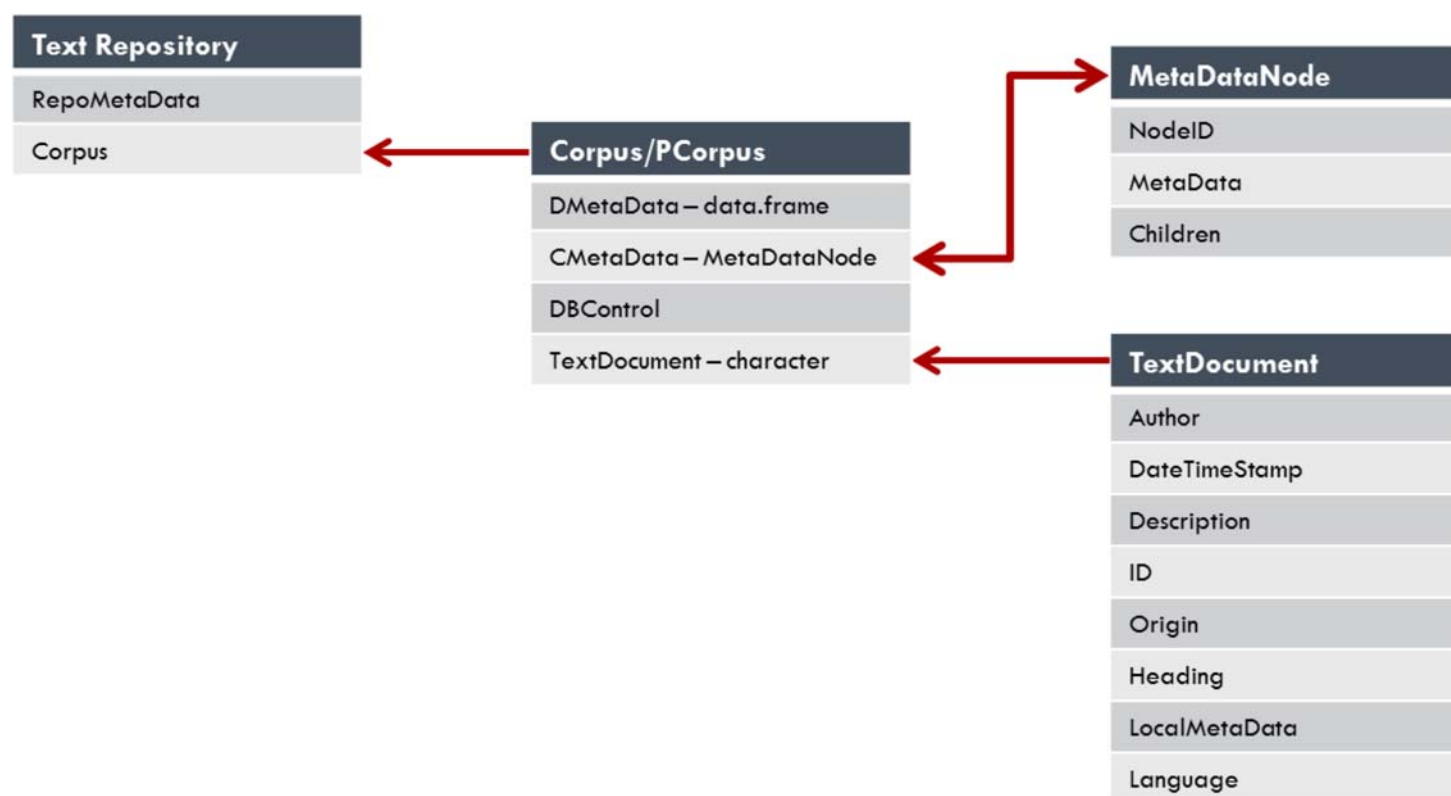 Text Repository
RepoMetaData
Corpus
Corpus/PCorpus
DMetaData – data.frame
CMetaData – MetaDataNode
DBControl
TextDocument – character
MetaDataNode
NodeID
MetaData
Children
TextDocument
Author
DateTimeStamp
Description
ID
Origin
Heading
LocalMetaData
Language